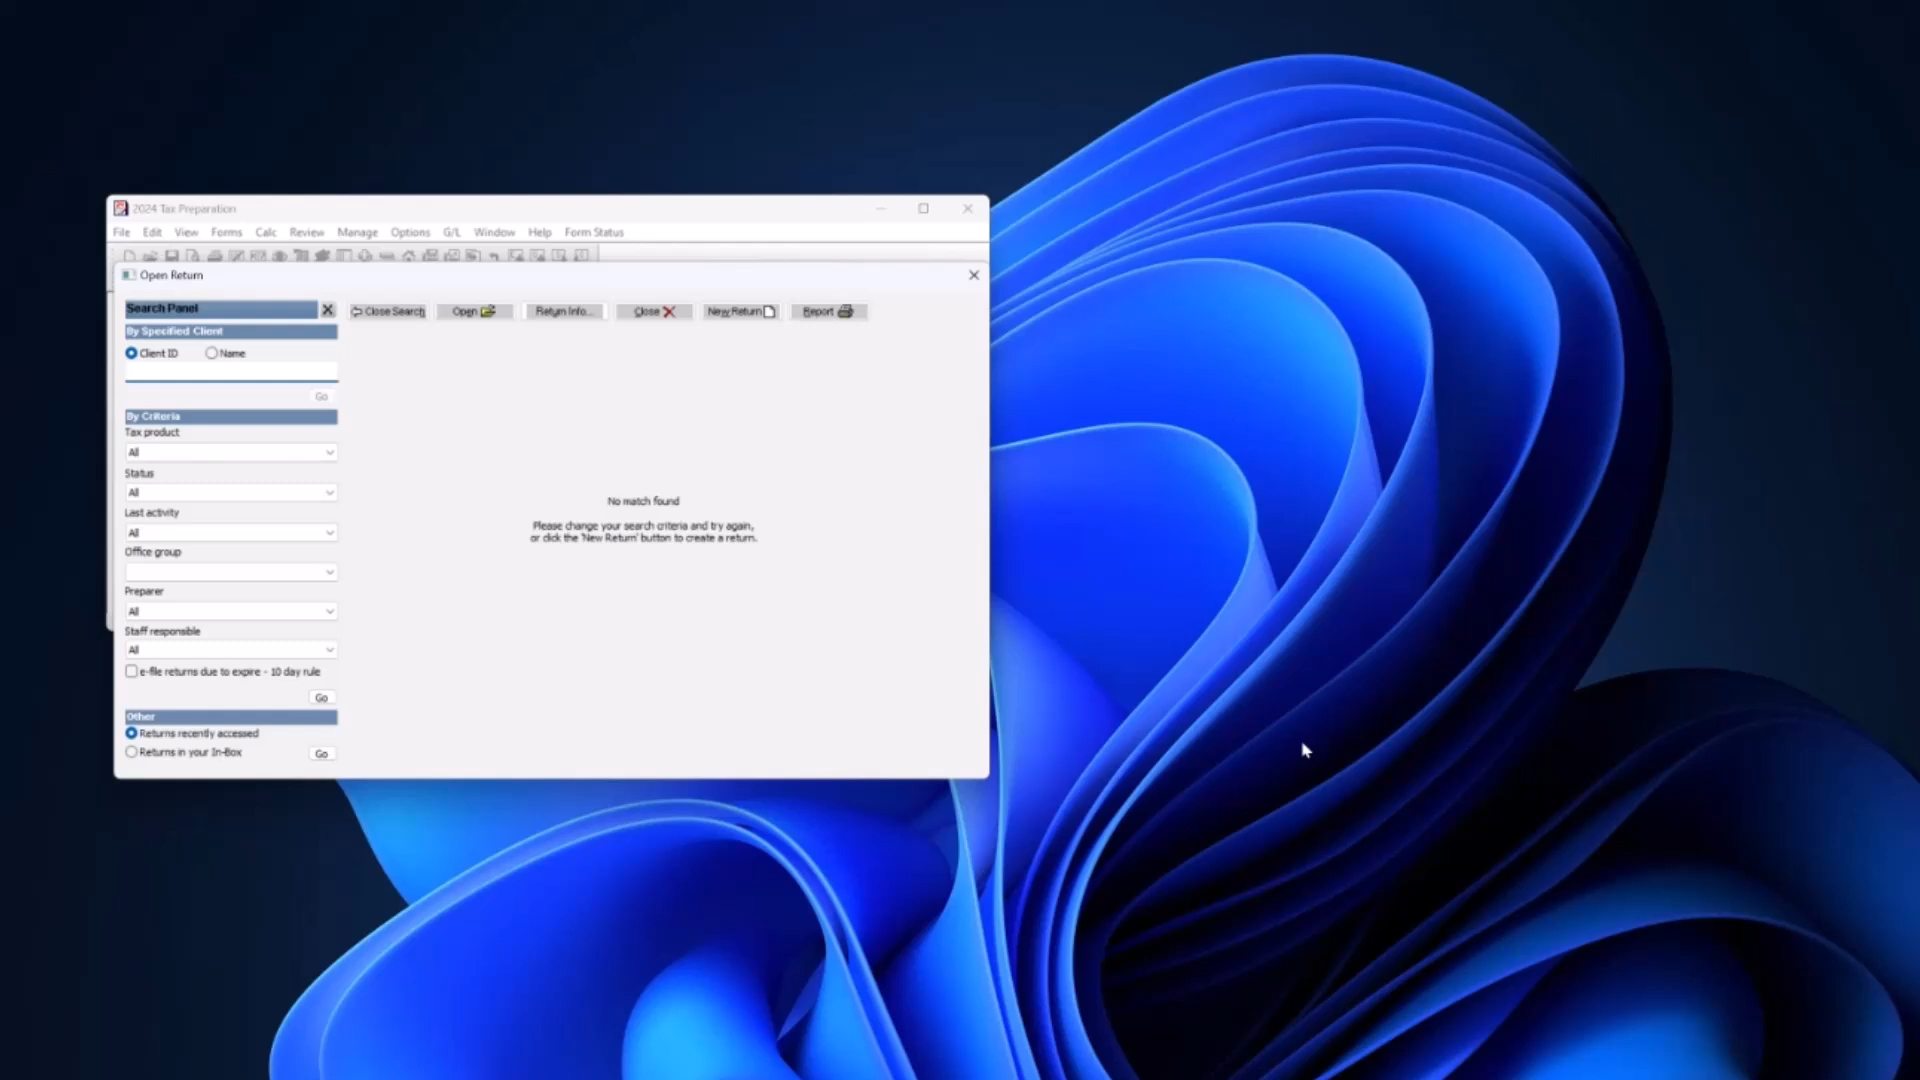 2024 Tax Preparation
File Edit View Forms Calc Review Manage Options G/L Window Help Form Status
Open Return
Search Panel
Close Search Open Return Info... Close New Return Report
By Specified Client
Client ID Name
Go
By Criteria
Tax product
All
Status
All
Last activity
All
Office group
Preparer
All
Staff responsible
All
e-file returns due to expire - 10 day rule
Go
Other
Returns recently accessed
Returns in your In-Box
Go
No match found
Please change your search criteria and try again,
or click the 'New Return' button to create a return.